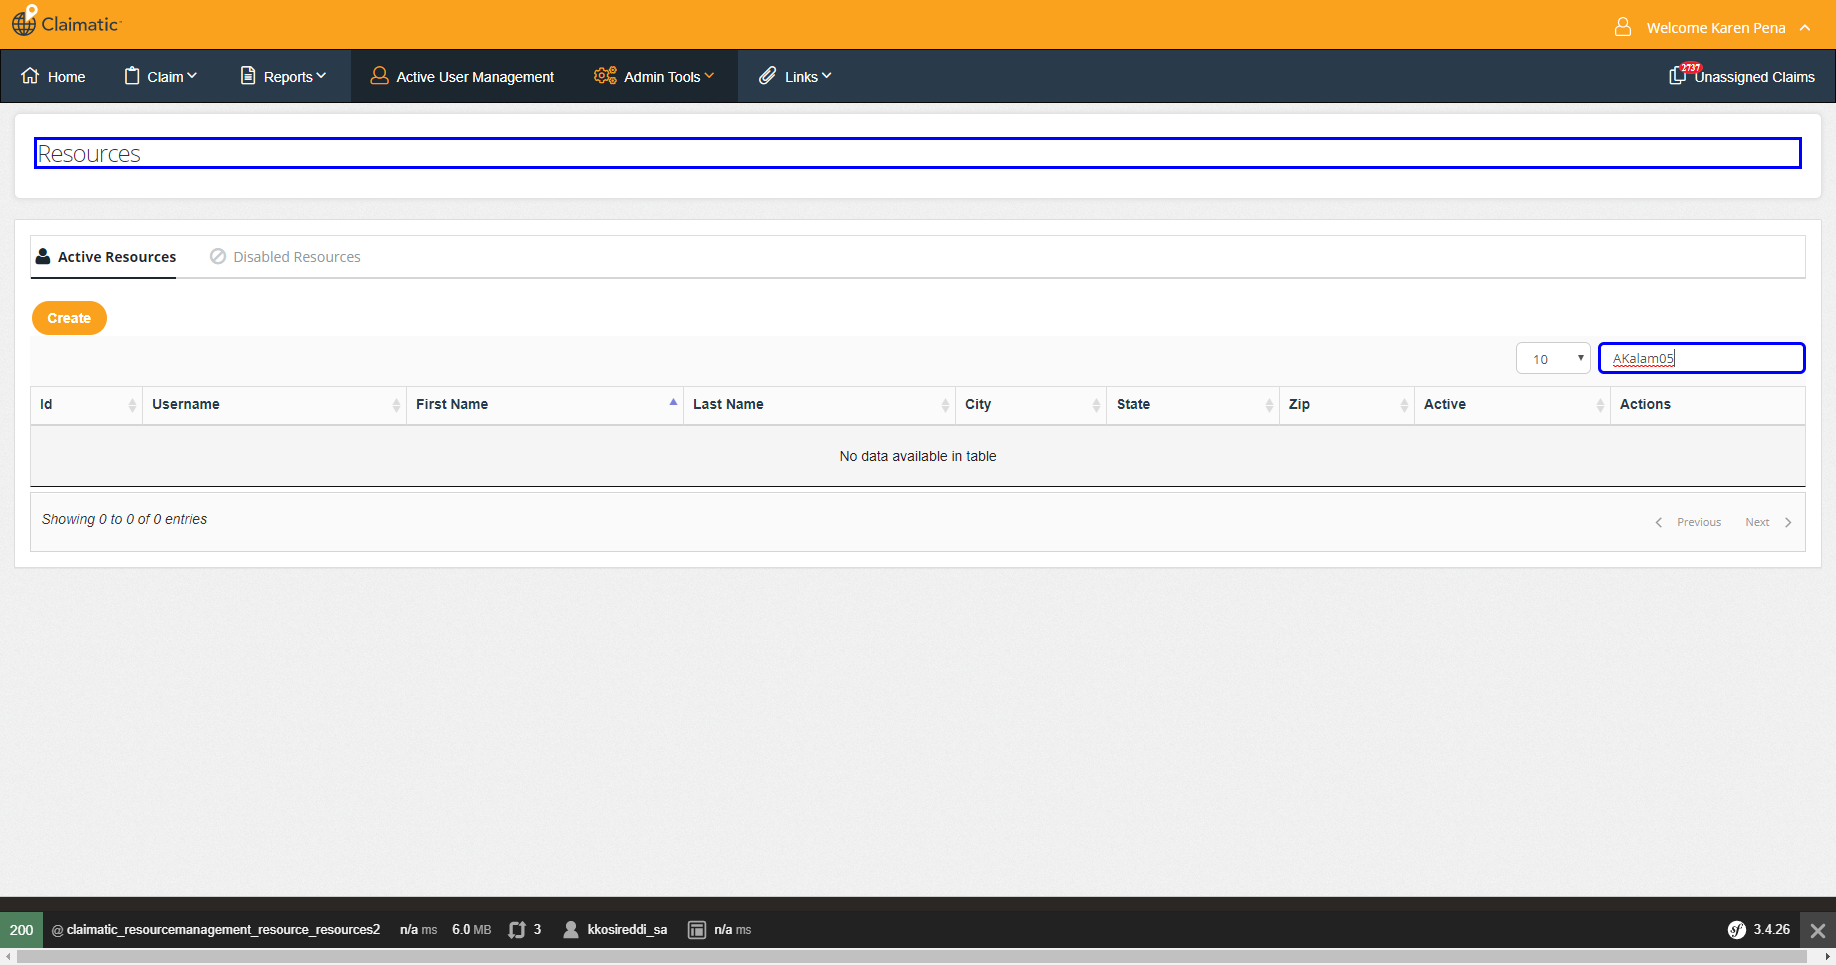 Claimatic
Welcome Karen Pena
Home
Claim
Reports
Active User Management
Admin Tools
Links
2737
Unassigned Claims
Resources
Active Resources
Disabled Resources
Create
10
AKalam05
Id
Username
First Name
Last Name
City
State
Zip
Active
Actions
No data available in table
Showing 0 to 0 of 0 entries
Previous
Next
200
@ claimatic_resourcemanagement_resource_resources2
n/a ms
6.0 MB
3
kkosireddi_sa
n/a ms
sf
3.4.26